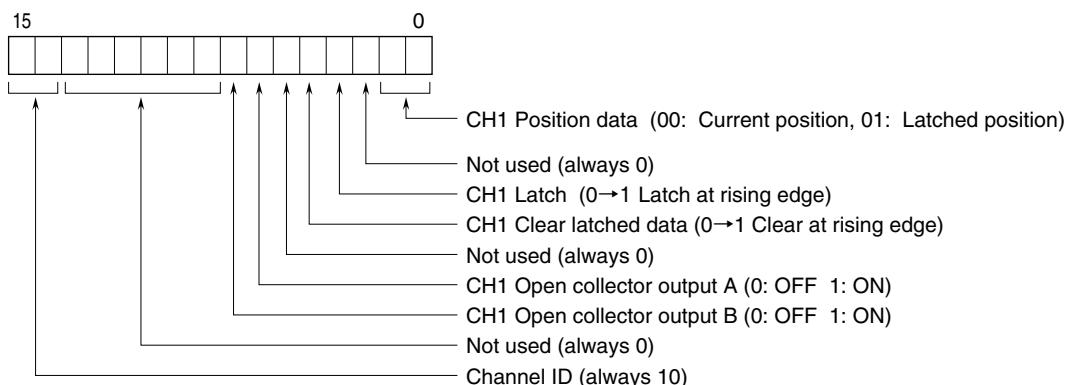 15 0
CH1 Position data (00: Current position, 01: Latched position)
Not used (always 0)
CH1 Latch (0→1 Latch at rising edge)
CH1 Clear latched data (0→1 Clear at rising edge)
Not used (always 0)
CH1 Open collector output A (0: OFF 1: ON)
CH1 Open collector output B (0: OFF 1: ON)
Not used (always 0)
Channel ID (always 10)